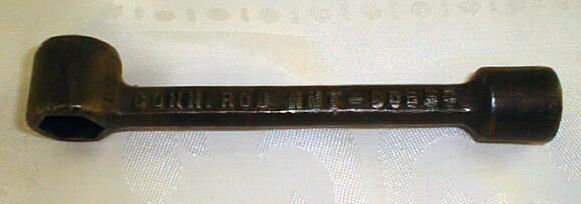 CONN. ROD NUT -